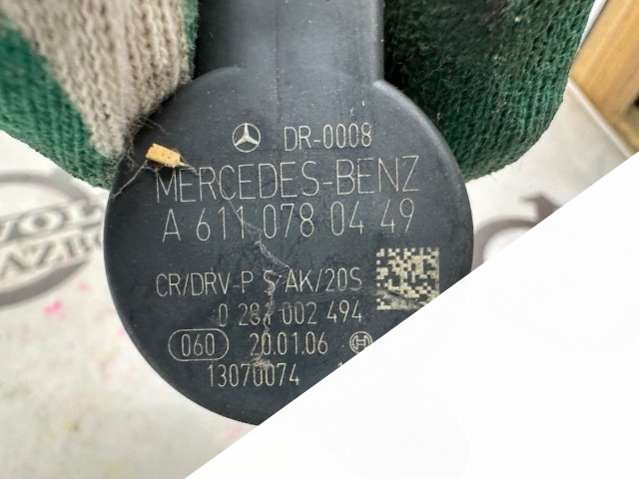 DR-0008
MERCEDES-BENZ
A 611 078 04 49
CR/DRV-P S AK/20S
0 281 002 494
060 20.01.06
13070074